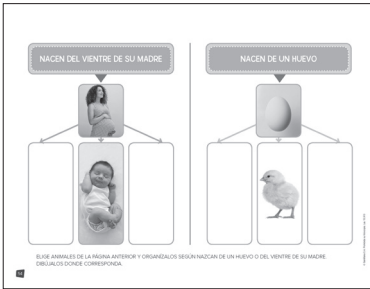 NACEN DEL VIENTRE DE SU MADRE
NACEN DE UN HUEVO
ELIGE ANIMALES DE LA PÁGINA ANTERIOR Y ORGANÍZALOS SEGÚN NAZCAN DE UN HUEVO O DEL VIENTRE DE SU MADRE.
DIBÚJALOS DONDE CORRESPONDA.